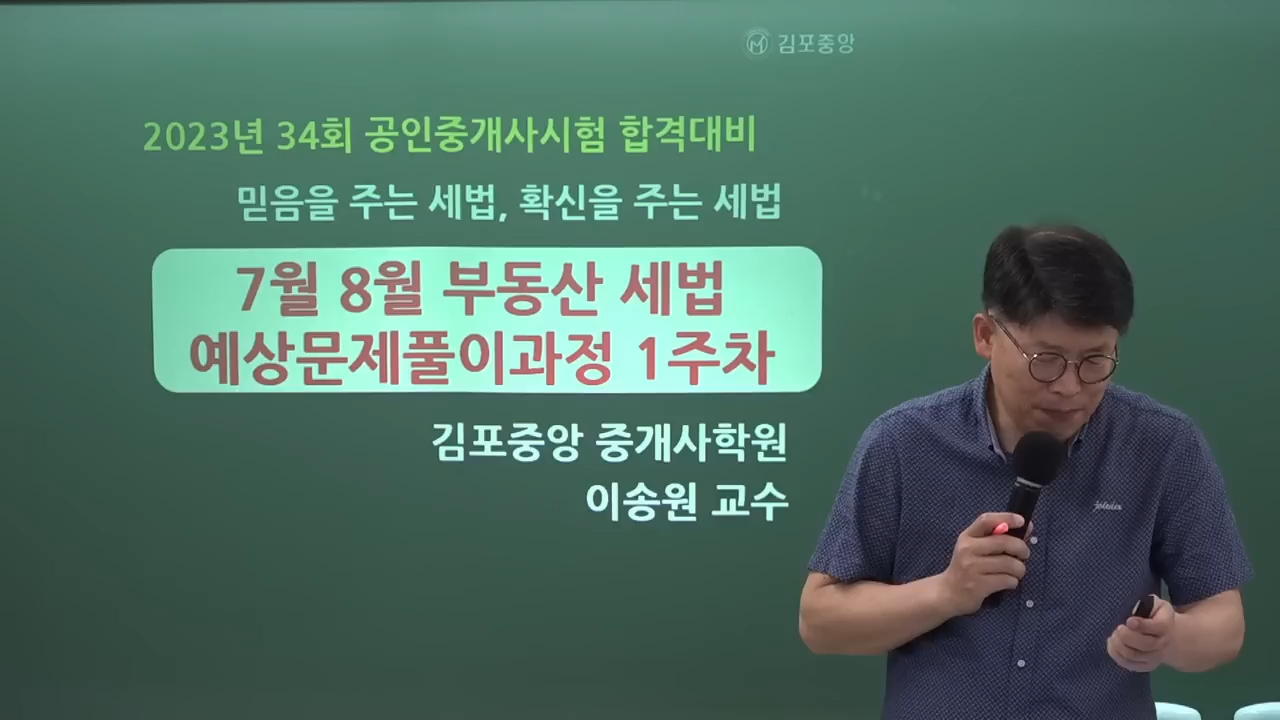 김포중앙
2023년 34회 공인중개사시험 합격대비
믿음을 주는 세법, 확신을 주는 세법
7월 8월 부동산 세법
예상문제풀이과정 1주차
김포중앙 중개사학원
이송원 교수